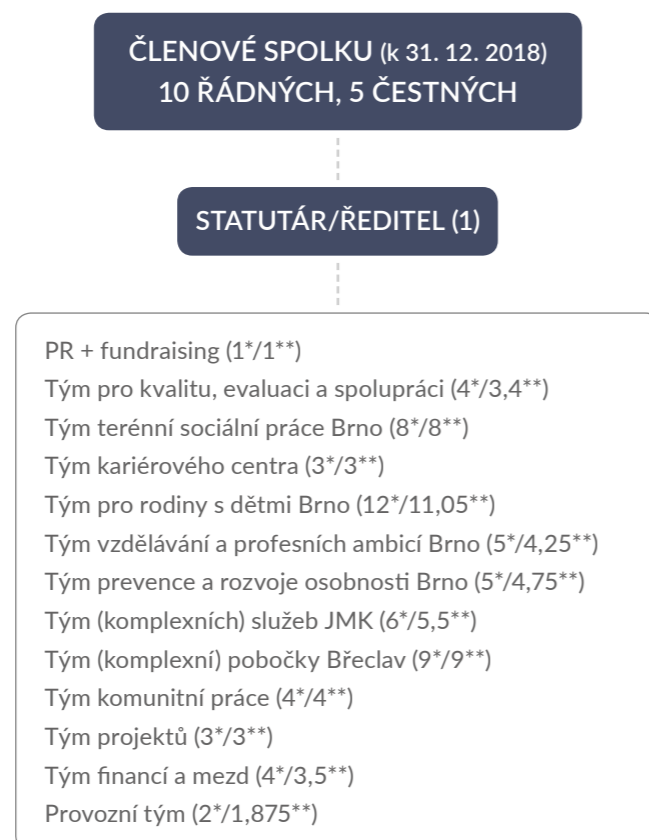 ČLENOVÉ SPOLKU (k 31. 12. 2018)
10 ŘÁDNÝCH, 5 ČESTNÝCH
STATUTÁR/ŘEDITEL (1)
PR + fundraising (1*/1**)
Tým pro kvalitu, evaluaci a spolupráci (4*/3,4**)
Tým terénní sociální práce Brno (8*/8**)
Tým kariérového centra (3*/3**)
Tým pro rodiny s dětmi Brno (12*/11,05**)
Tým vzdělávání a profesních ambicí Brno (5*/4,25**)
Tým prevence a rozvoje osobnosti Brno (5*/4,75**)
Tým (komplexních) služeb JMK (6*/5,5**)
Tým (komplexní) pobočky Břeclav (9*/9**)
Tým komunitní práce (4*/4**)
Tým projektů (3*/3**)
Tým financí a mezd (4*/3,5**)
Provozní tým (2*/1,875**)